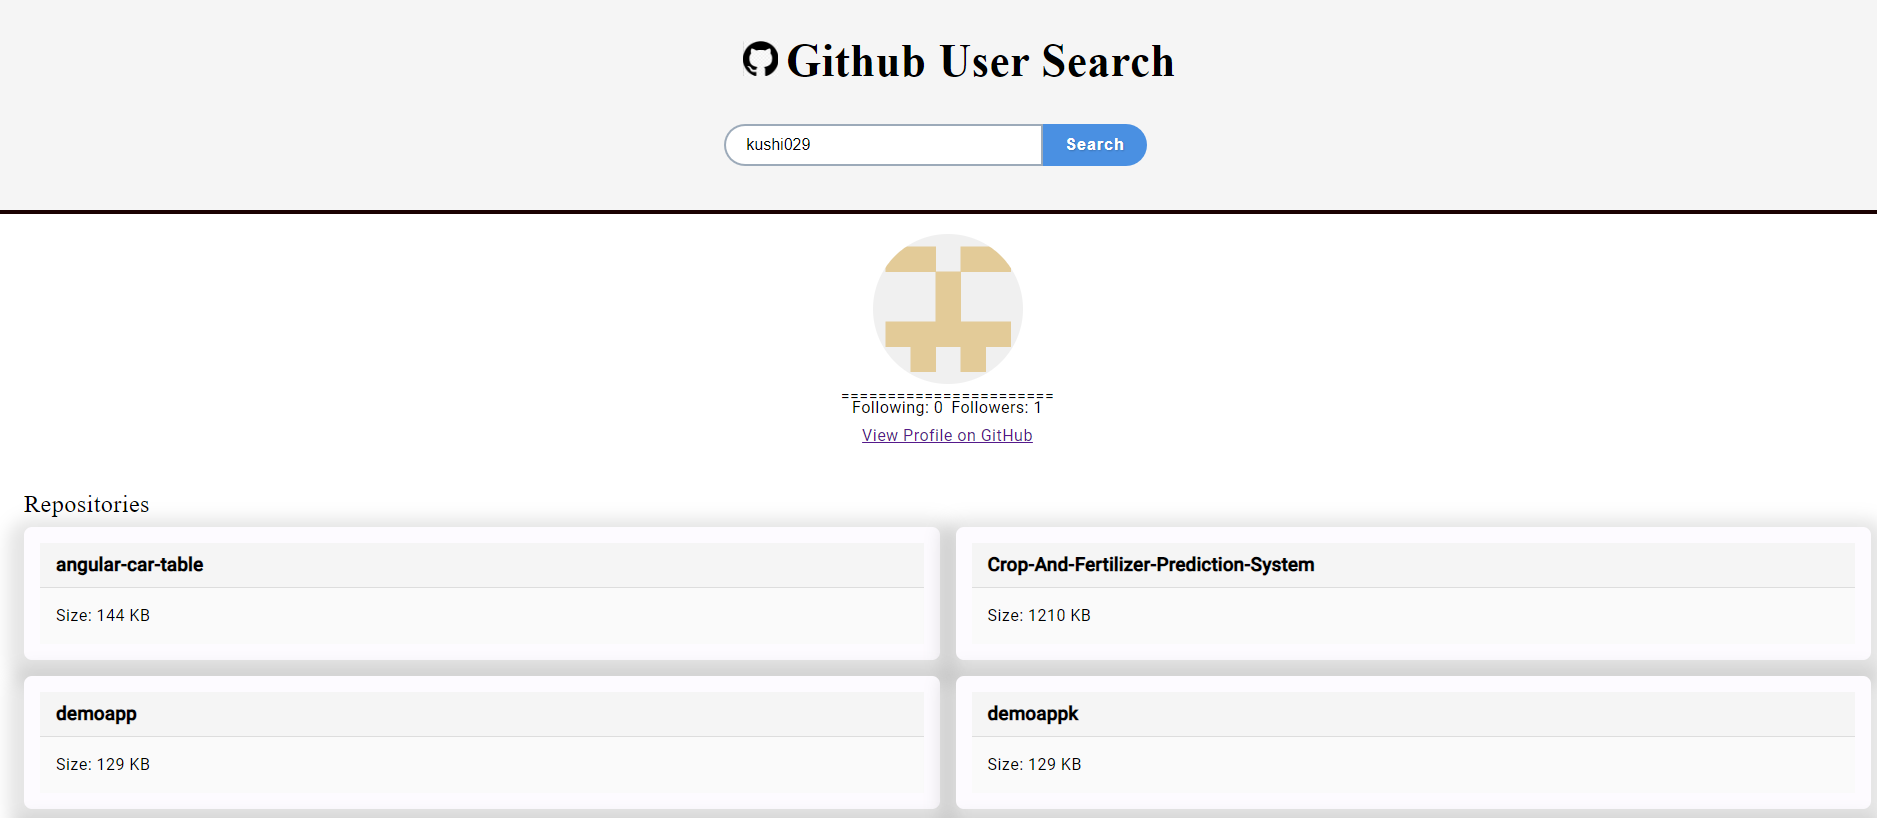 Github User Search
kushi029 Search
=======================
Following: 0 Followers: 1
View Profile on GitHub
Repositories
angular-car-table
Size: 144 KB
Crop-And-Fertilizer-Prediction-System
Size: 1210 KB
demoapp
Size: 129 KB
demoappk
Size: 129 KB